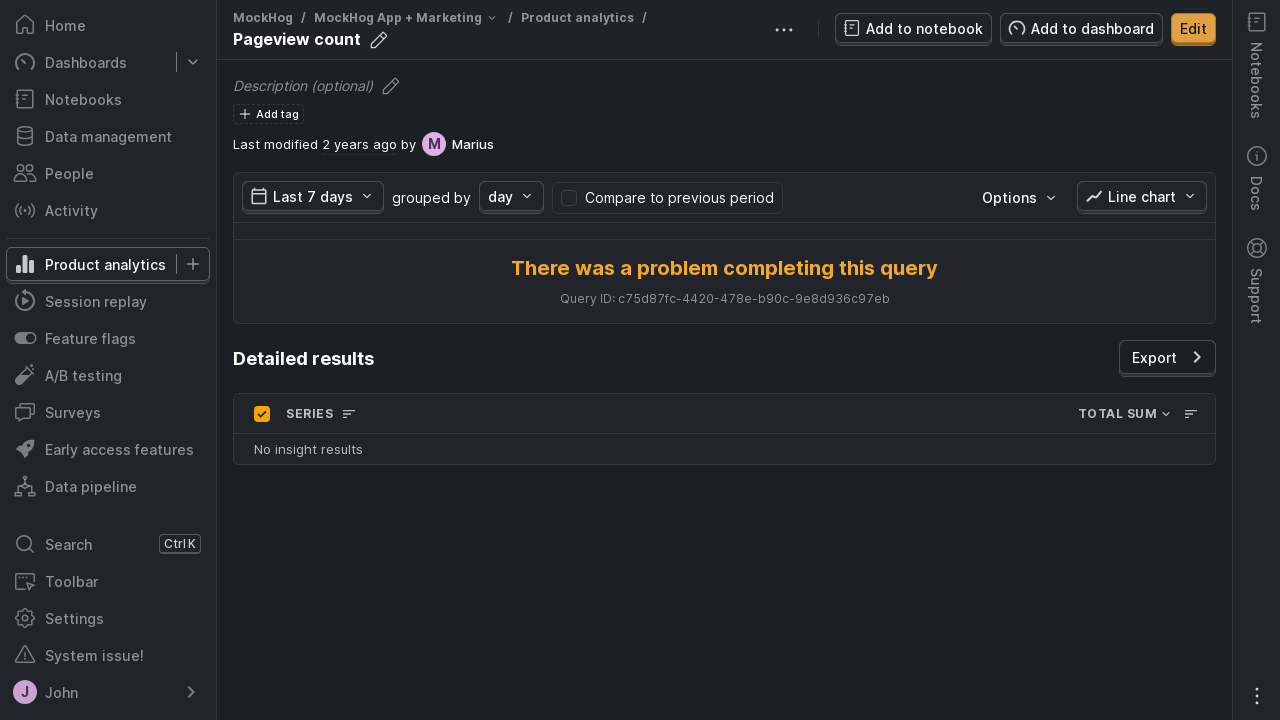 Home
Dashboards
Notebooks
Data management
People
Activity
Product analytics
Session replay
Feature flags
A/B testing
Surveys
Early access features
Data pipeline
Search Ctrl K
Toolbar
Settings
System issue!
J John
MockHog / MockHog App + Marketing / Product analytics /
Pageview count
Add to notebook
Add to dashboard
Edit
Description (optional)
Add tag
Last modified 2 years ago by M Marius
Last 7 days grouped by day Compare to previous period Options Line chart
There was a problem completing this query
Query ID: c75d87fc-4420-478e-b90c-9e8d936c97eb
Detailed results
Export
SERIES TOTAL SUM
No insight results
Notebooks
Docs
Support